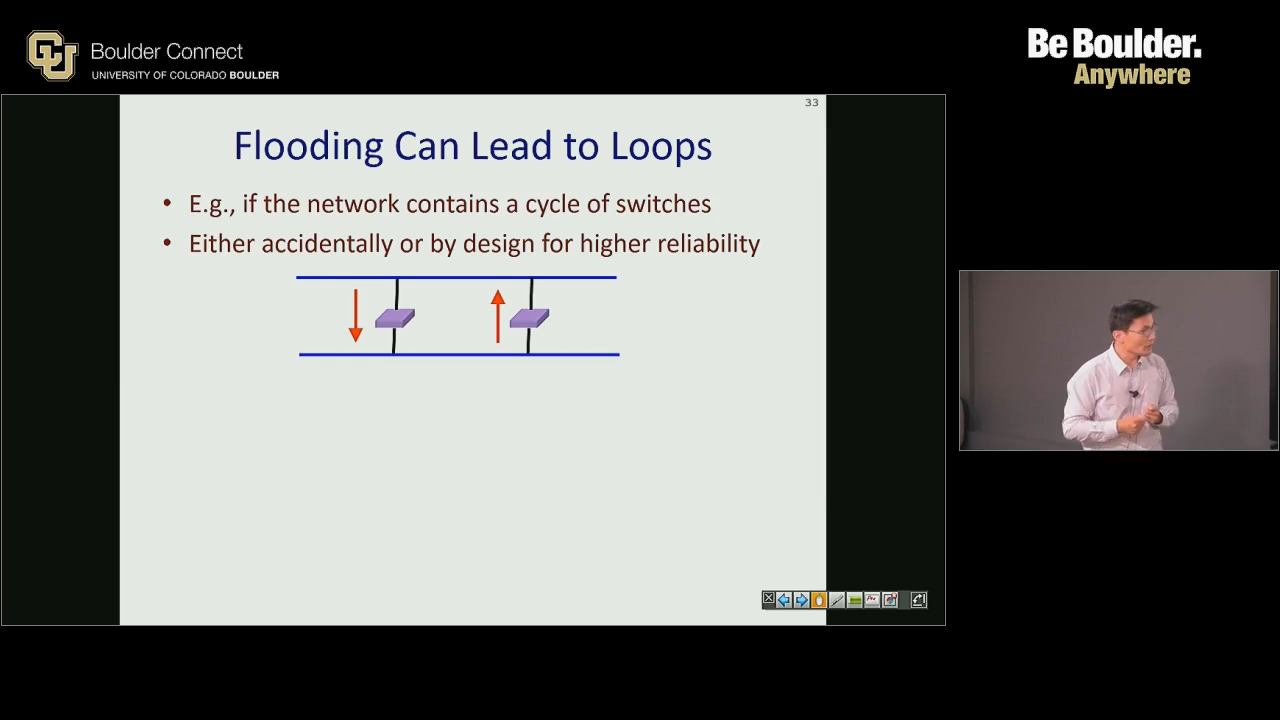 Boulder Connect
UNIVERSITY OF COLORADO BOULDER
Be Boulder.
Anywhere
33
Flooding Can Lead to Loops
• E.g., if the network contains a cycle of switches
• Either accidentally or by design for higher reliability